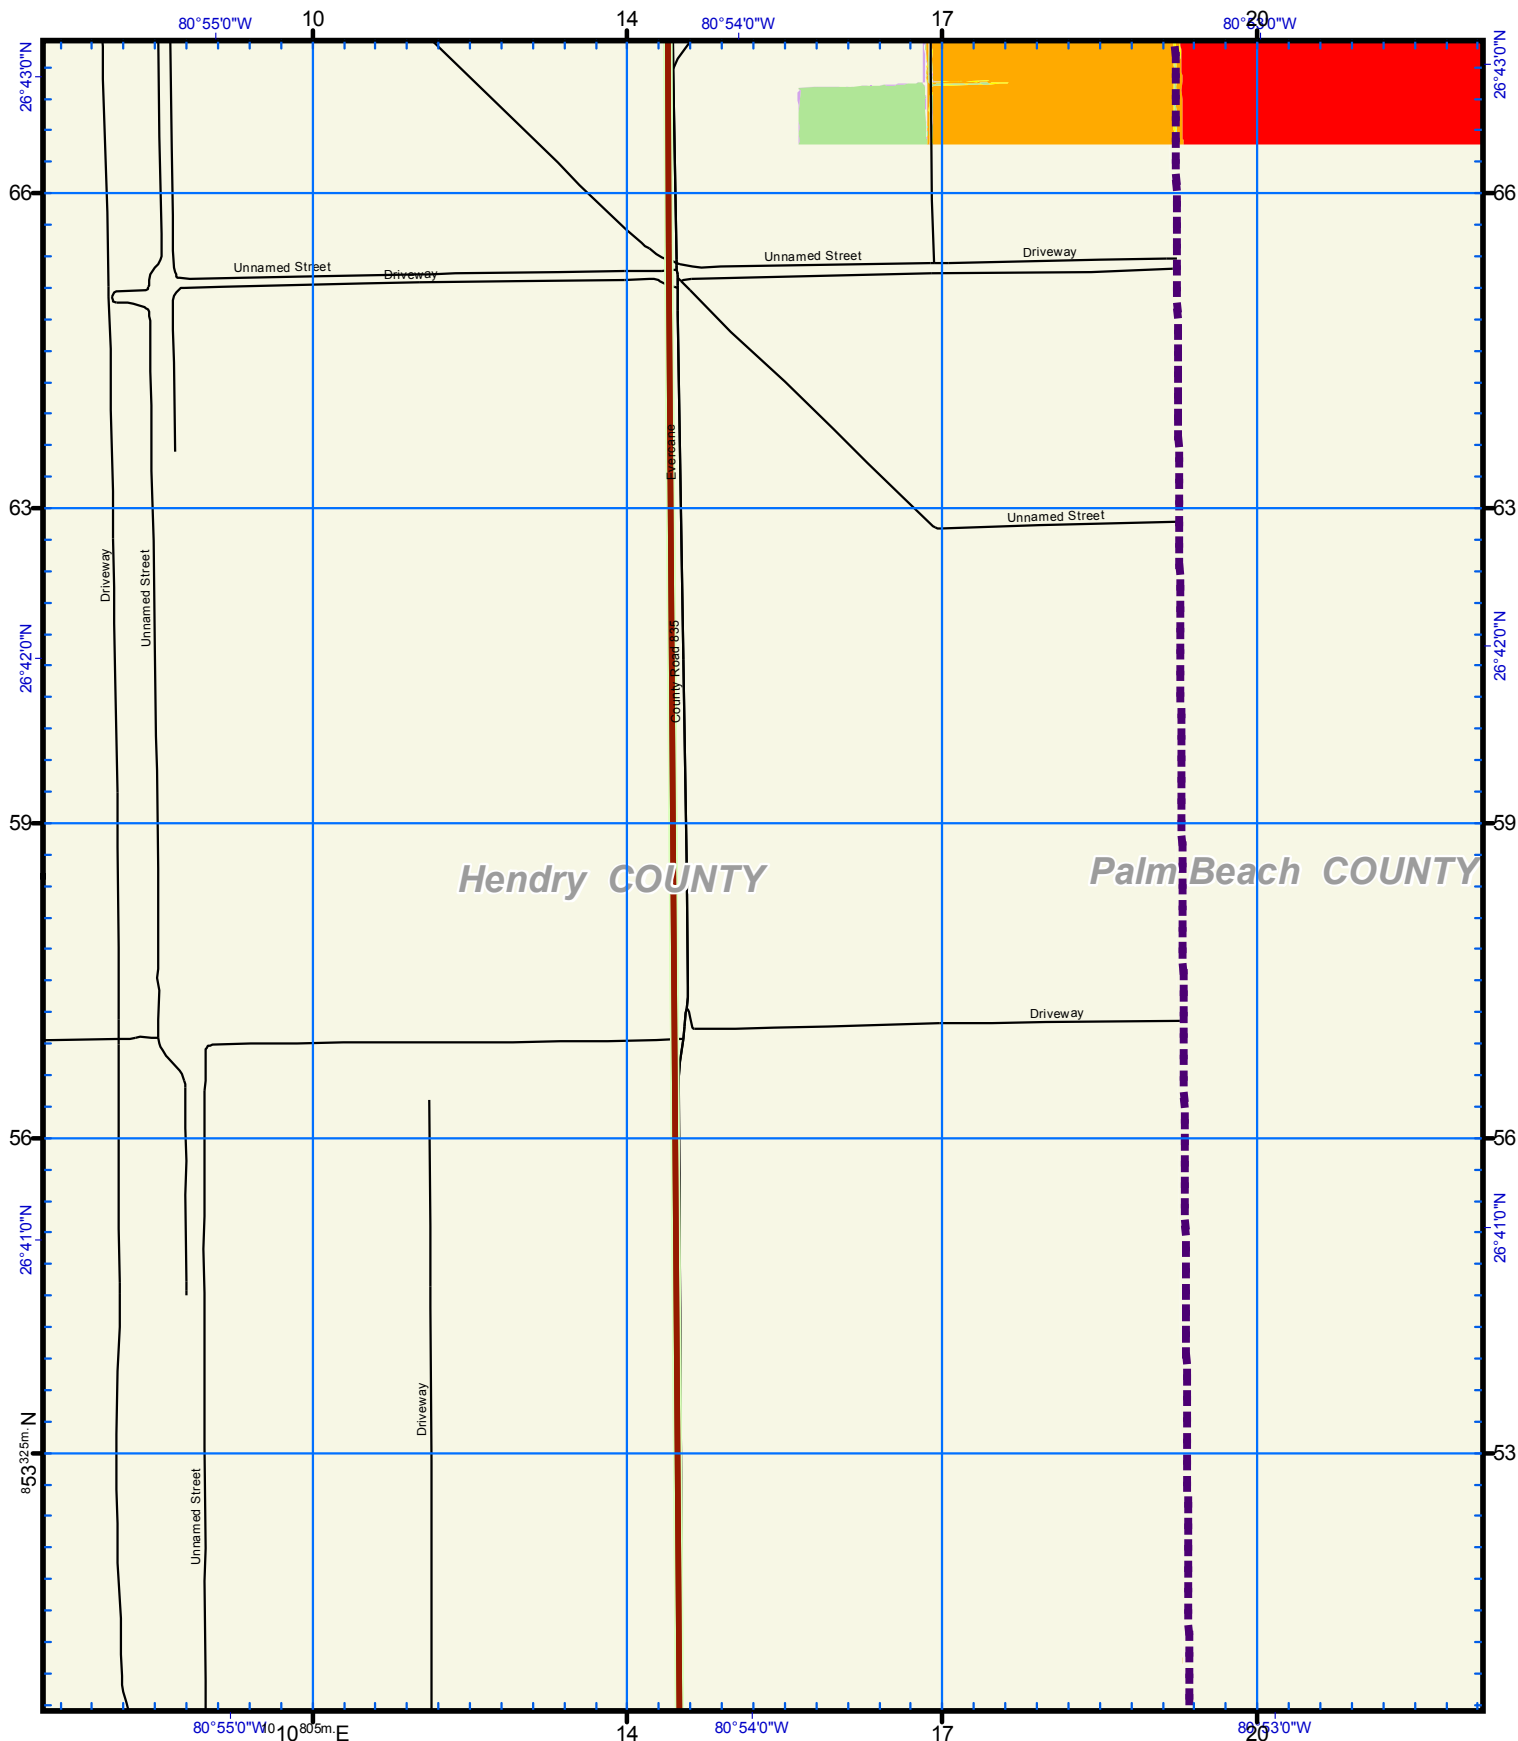 10 14 17 20
80°55'0"W 80°54'0"W 80°53'0"W
26°43'0"N 26°43'0"N
66 66
Unnamed Street Driveway Unnamed Street Driveway
Evercane
63 63
Unnamed Street
Driveway
Unnamed Street
County Road 835
26°42'0"N 26°42'0"N
59 59
Hendry COUNTY
Palm Beach COUNTY
Driveway
56 56
26°41'0"N 26°41'0"N
Driveway
853325m.N
53 53
Unnamed Street
80°55'0"W 80°54'0"W 80°53'0"W
1010805m.E 14 17 20